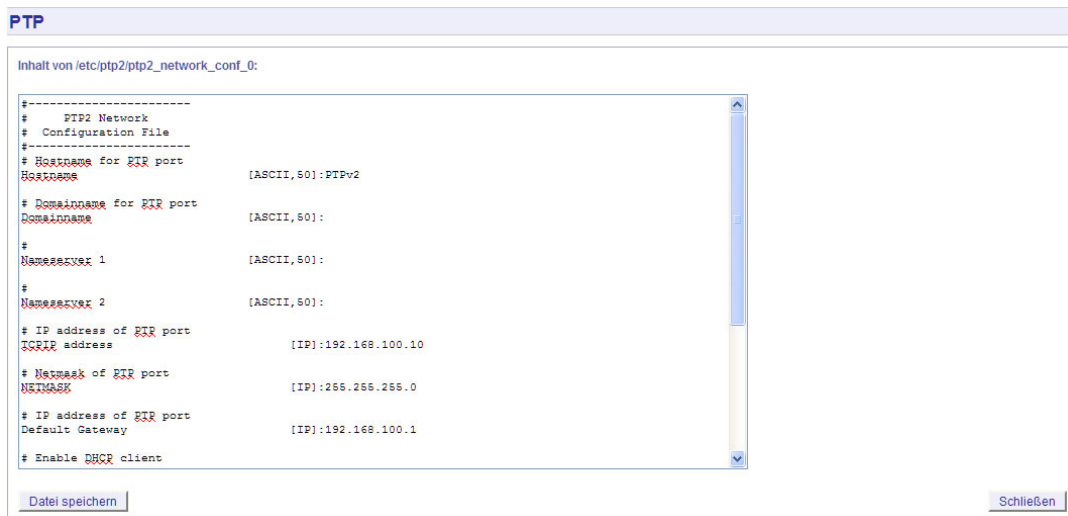 PTP
Inhalt von /etc/ptp2/ptp2_network_conf_0:
#-----------------------
# PTP2 Network
# Configuration File
#-----------------------
# Hostname for PTP port
Hostname [ASCII,50]:PTPv2
# Domainname for PTP port
Domainname [ASCII,50]:
#
Nameserver 1 [ASCII,50]:
#
Nameserver 2 [ASCII,50]:
# IP address of PTP port
TCPIP address [IP]:192.168.100.10
# Netmask of PTP port
NETMASK [IP]:255.255.255.0
# IP address of PTP port
Default Gateway [IP]:192.168.100.1
# Enable DHCP client
Datei speichern
Schließen